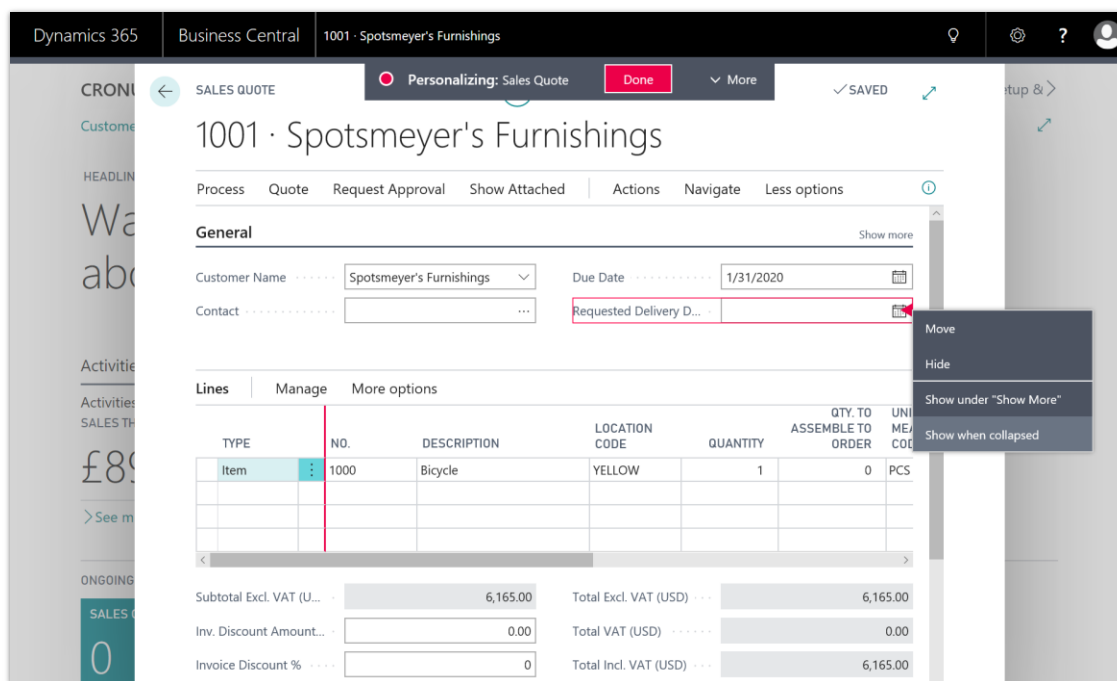 Dynamics 365 Business Central 1001 · Spotsmeyer's Furnishings ?
Personalizing: Sales Quote Done More
CRONU SALES QUOTE SAVED etup &
Custome
1001 · Spotsmeyer's Furnishings
HEADLIN
Process Quote Request Approval Show Attached Actions Navigate Less options
Wa
abo
General Show more
Customer Name Spotsmeyer's Furnishings Due Date 1/31/2020
Contact ... Requested Delivery D...
Move
Hide
Show under "Show More"
Show when collapsed
Activitie
Lines Manage More options
Activities
SALES TH
TYPE NO. DESCRIPTION LOCATION CODE QUANTITY QTY. TO ASSEMBLE TO ORDER UNI MEA COD
Item 1000 Bicycle YELLOW 1 0 PCS
£89
See m
ONGOING
Subtotal Excl. VAT (U... 6,165.00 Total Excl. VAT (USD) 6,165.00
SALES
Inv. Discount Amount... 0.00 Total VAT (USD) 0.00
0
Invoice Discount % 0 Total Incl. VAT (USD) 6,165.00